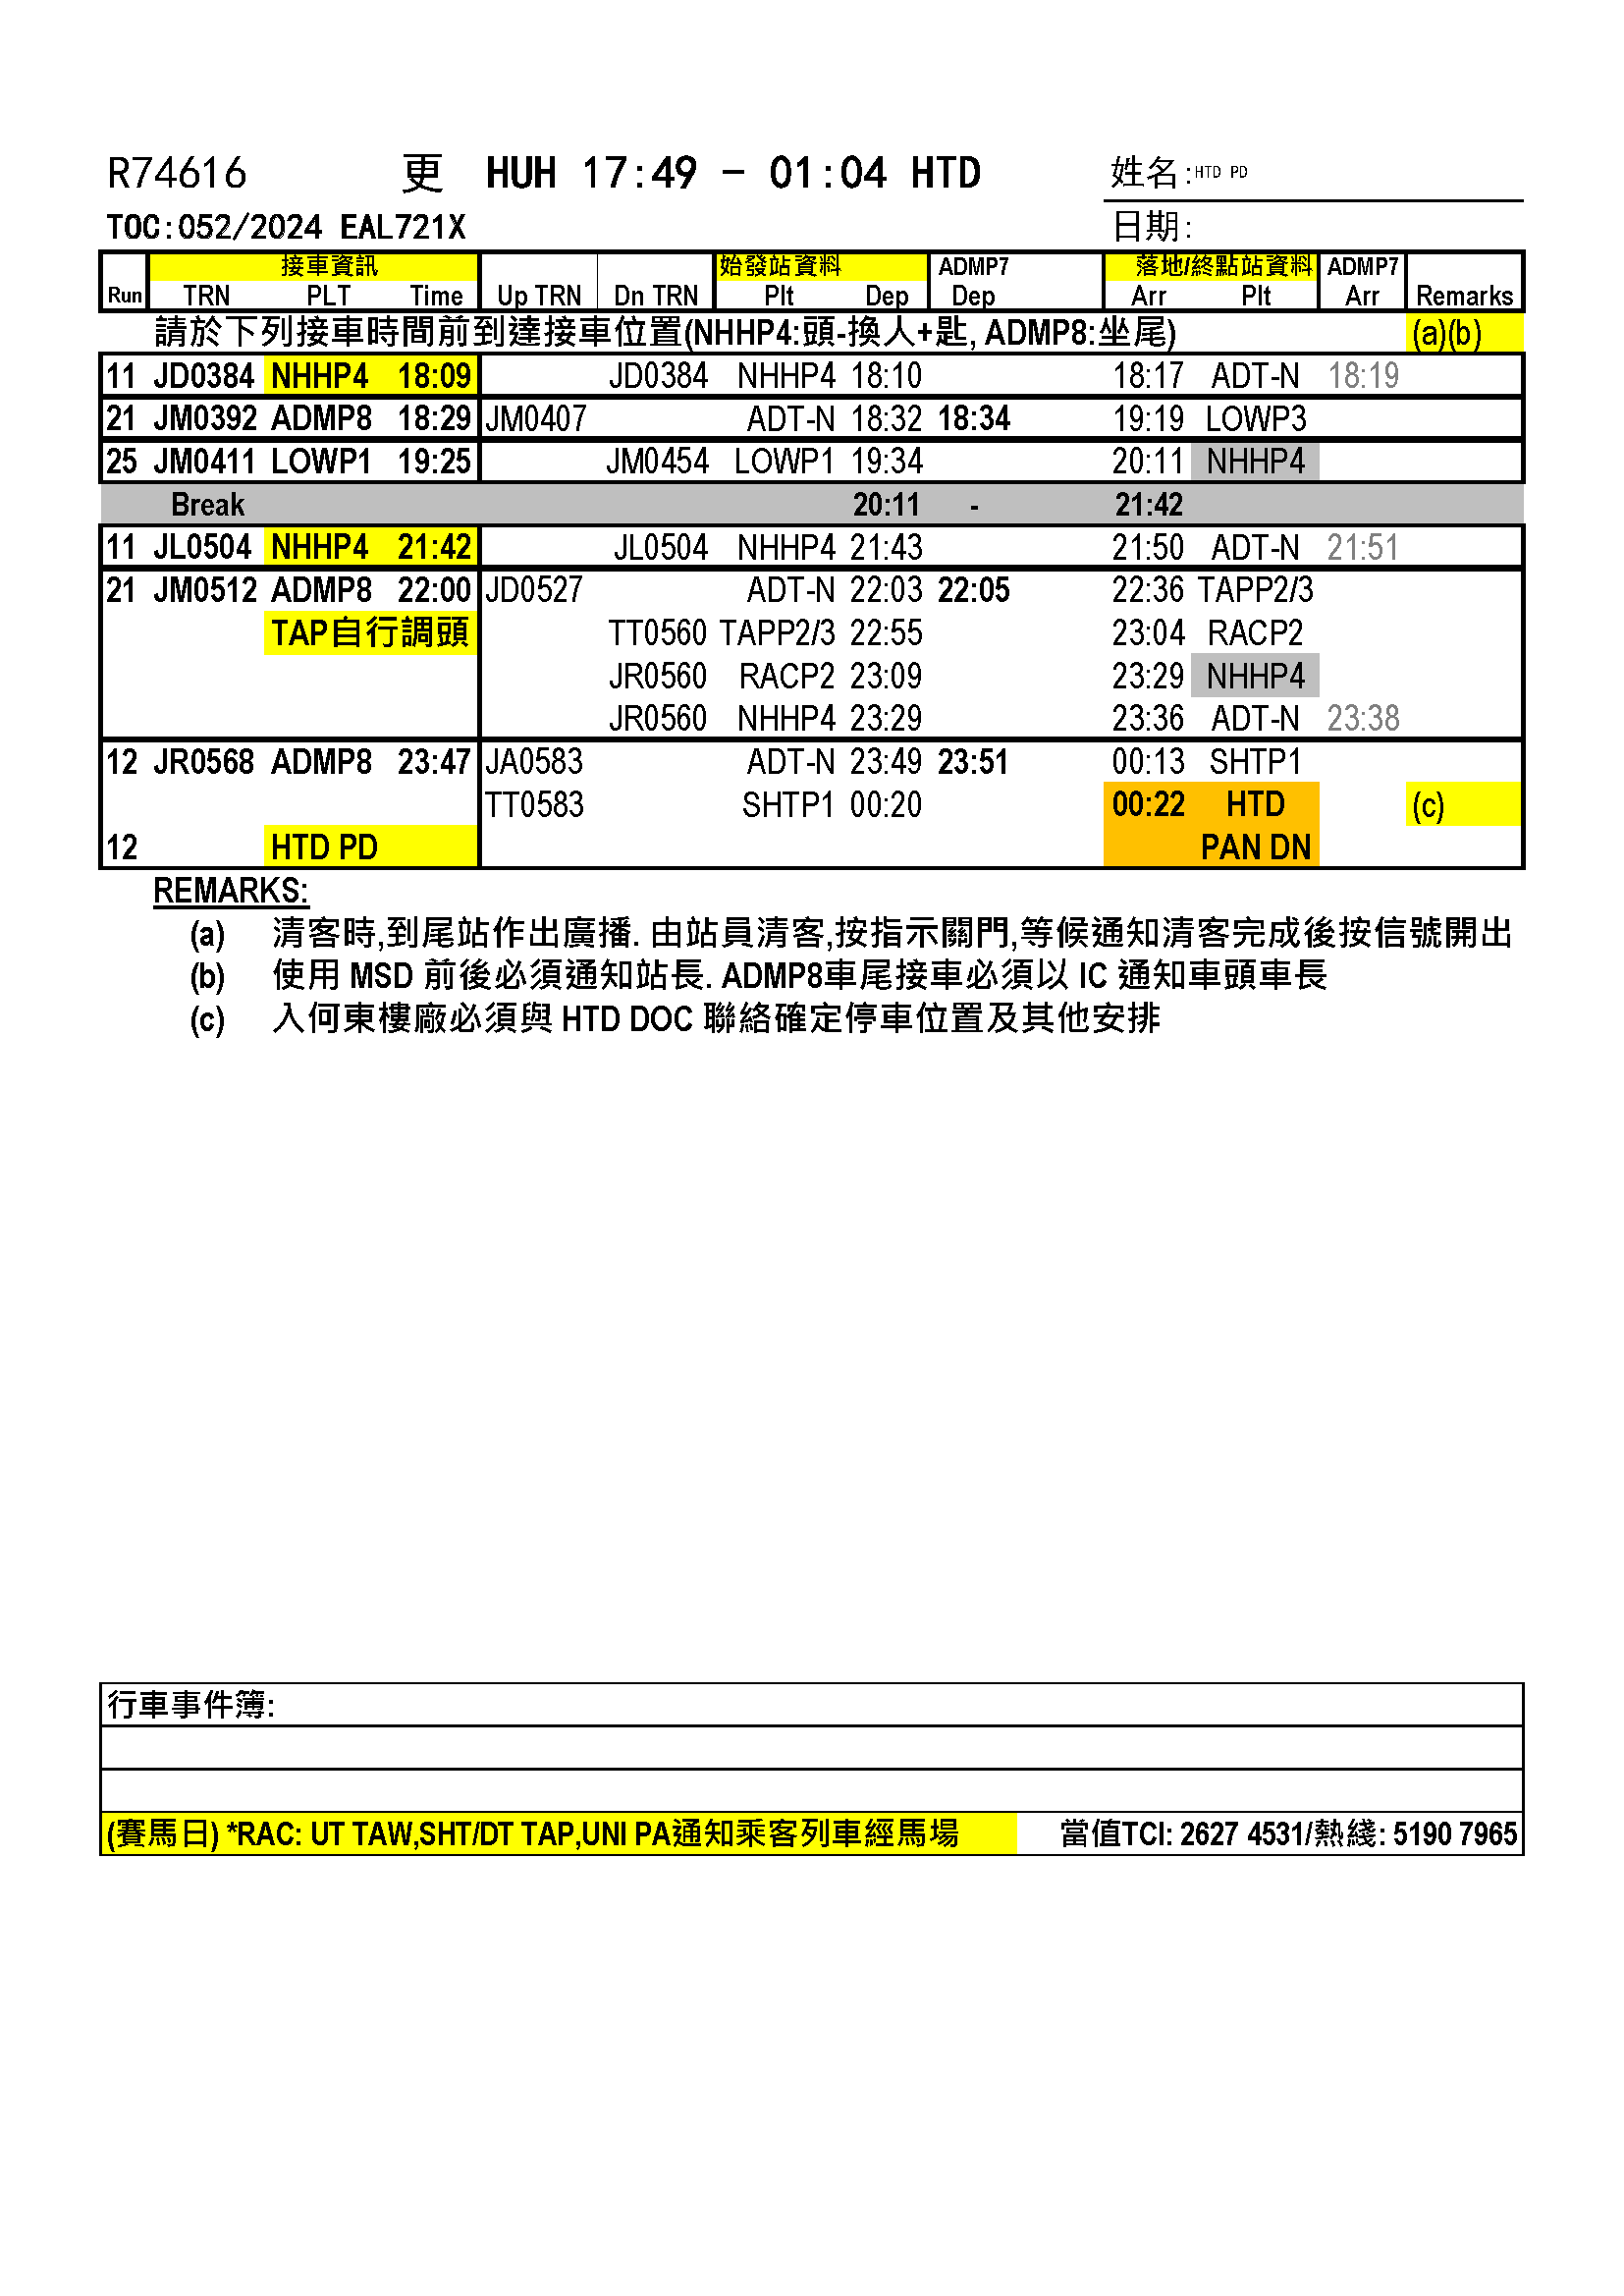 R74616 更 HUH 17:49 - 01:04 HTD 姓名:HTD PD
TOC:052/2024 EAL721X 日期:
接車資訊 始發站資料 ADMP7 落地/終點站資料 ADMP7
Run TRN PLT Time Up TRN Dn TRN Plt Dep Dep Arr Plt Arr Remarks
請於下列接車時間前到達接車位置(NHHP4:頭-換人+匙, ADMP8:坐尾) (a)(b)
11 JD0384 NHHP4 18:09 JD0384 NHHP4 18:10 18:17 ADT-N 18:19
21 JM0392 ADMP8 18:29 JM0407 ADT-N 18:32 18:34 19:19 LOWP3
25 JM0411 LOWP1 19:25 JM0454 LOWP1 19:34 20:11 NHHP4
Break 20:11 - 21:42
11 JL0504 NHHP4 21:42 JL0504 NHHP4 21:43 21:50 ADT-N 21:51
21 JM0512 ADMP8 22:00 JD0527 ADT-N 22:03 22:05 22:36 TAPP2/3
TAP自行調頭 TT0560 TAPP2/3 22:55 23:04 RACP2
JR0560 RACP2 23:09 23:29 NHHP4
JR0560 NHHP4 23:29 23:36 ADT-N 23:38
12 JR0568 ADMP8 23:47 JA0583 ADT-N 23:49 23:51 00:13 SHTP1
TT0583 SHTP1 00:20 00:22 HTD (c)
12 HTD PD PAN DN
REMARKS:
(a) 清客時,到尾站作出廣播. 由站員清客,按指示關門,等候通知清客完成後按信號開出
(b) 使用 MSD 前後必須通知站長. ADMP8車尾接車必須以 IC 通知車頭車長
(c) 入何東樓廠必須與 HTD DOC 聯絡確定停車位置及其他安排
行車事件簿:
(賽馬日) *RAC: UT TAW,SHT/DT TAP,UNI PA通知乘客列車經馬場 當值TCI: 2627 4531/熱綫: 5190 7965